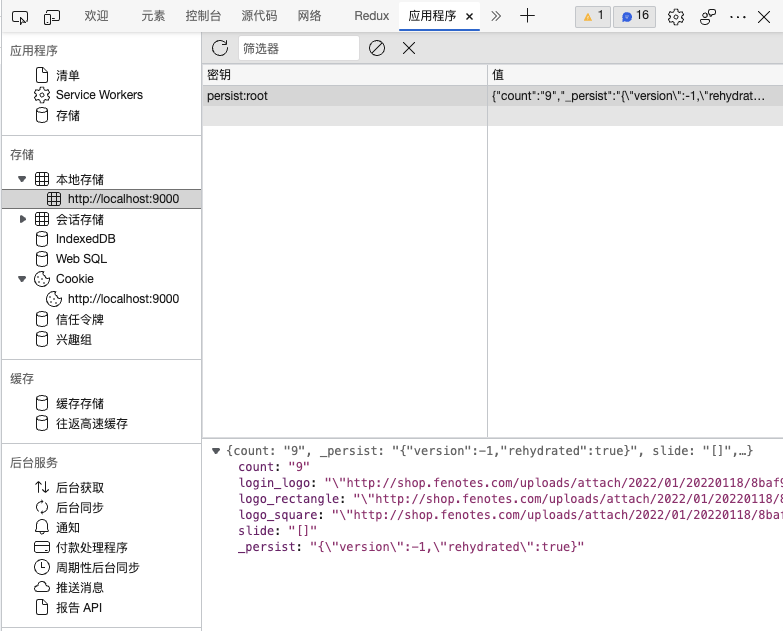 欢迎 元素 控制台 源代码 网络 Redux 应用程序 1 16
应用程序
清单
Service Workers
存储
存储
本地存储
http://localhost:9000
会话存储
IndexedDB
Web SQL
Cookie
http://localhost:9000
信任令牌
兴趣组
缓存
缓存存储
往返高速缓存
后台服务
后台获取
后台同步
通知
付款处理程序
周期性后台同步
推送消息
报告 API
筛选器
密钥 值
persist:root {"count":"9","_persist":"{\"version\":-1,\"rehydrat…
{count: "9", _persist: "{"version":-1,"rehydrated":true}", slide: "[]",…}
count: "9"
login_logo: "\"http://shop.fenotes.com/uploads/attach/2022/01/20220118/8baf9
logo_rectangle: "\"http://shop.fenotes.com/uploads/attach/2022/01/20220118/8
logo_square: "\"http://shop.fenotes.com/uploads/attach/2022/01/20220118/8baf
slide: "[]"
_persist: "{\"version\":-1,\"rehydrated\":true}"